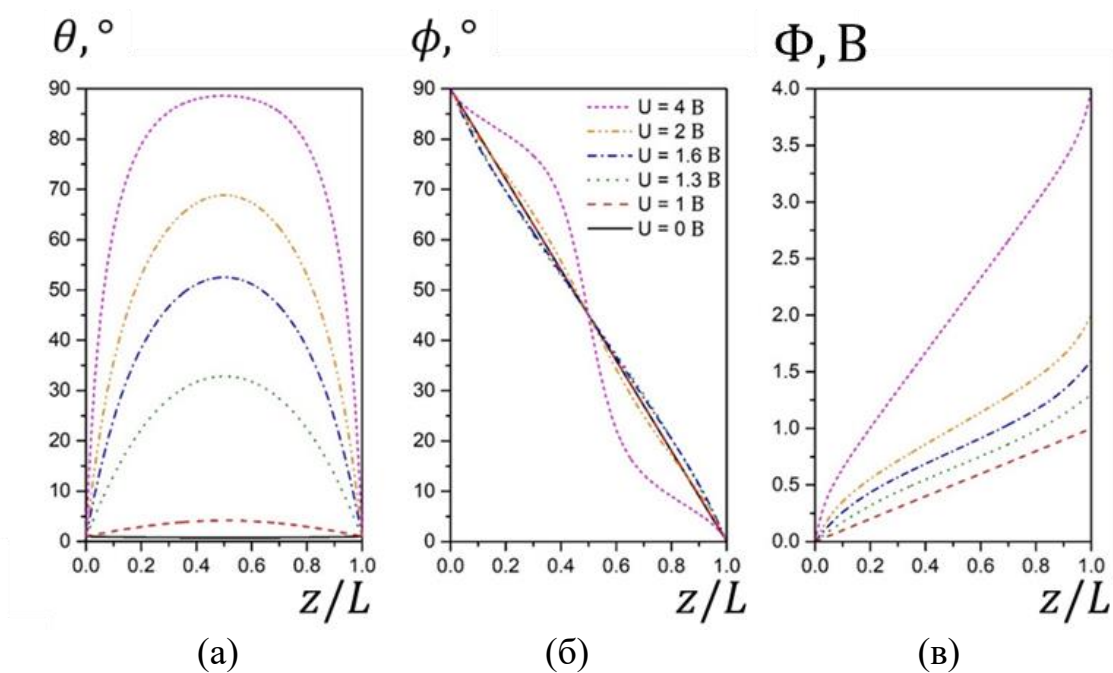 θ,° ϕ,° Φ, В
90
80
70
60
50
40
30
20
10
0
0.0 0.2 0.4 0.6 0.8 1.0
z/L
(а)
90
80
70
60
50
40
30
20
10
0
U = 4 В
U = 2 В
U = 1.6 В
U = 1.3 В
U = 1 В
U = 0 В
0.0 0.2 0.4 0.6 0.8 1.0
z/L
(б)
4.0
3.5
3.0
2.5
2.0
1.5
1.0
0.5
0.0
0.0 0.2 0.4 0.6 0.8 1.0
z/L
(в)